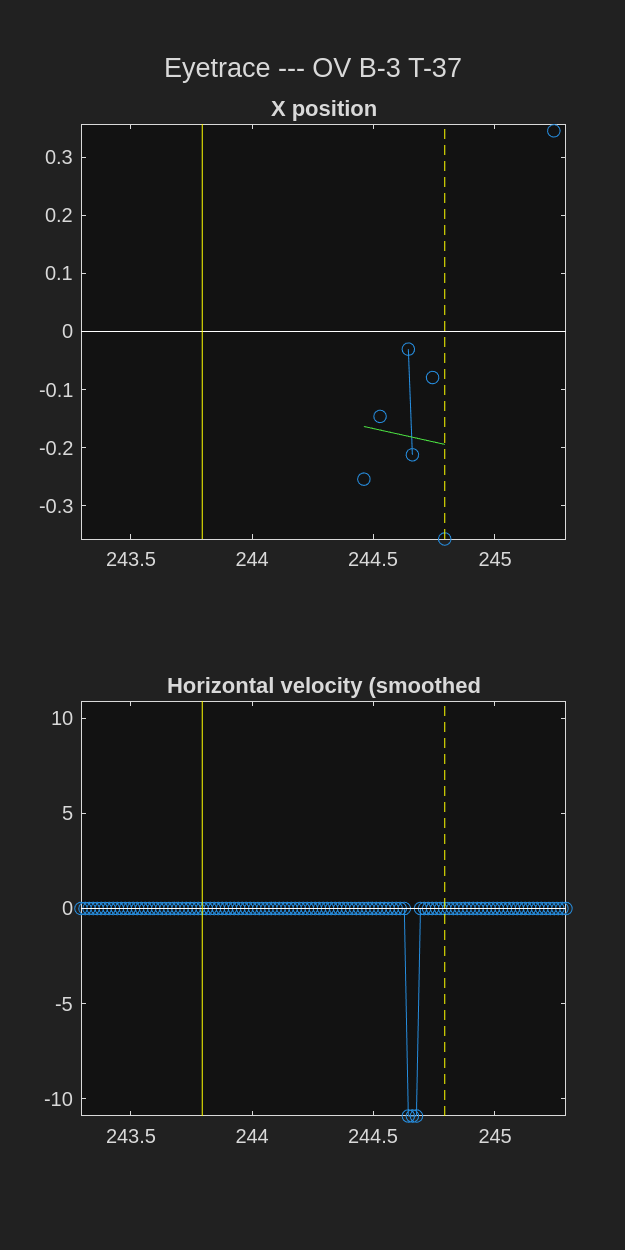 Eyetrace --- OV B-3 T-37
X position
0.3
0.2
0.1
0
-0.1
-0.2
-0.3
243.5 244 244.5 245
Horizontal velocity (smoothed
10
5
0
-5
-10
243.5 244 244.5 245